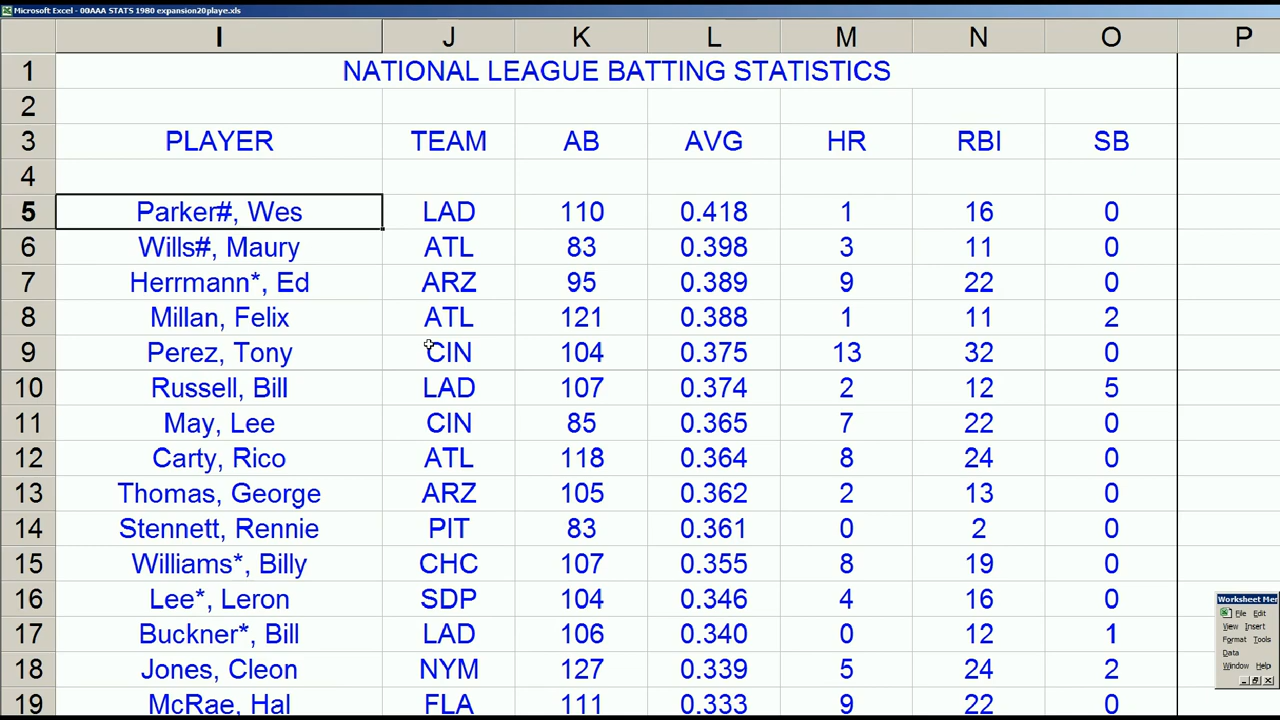 Microsoft Excel - 00AAA STATS 1980 expansion20playe.xls
I J K L M N O P
1 NATIONAL LEAGUE BATTING STATISTICS
2
3 PLAYER TEAM AB AVG HR RBI SB
4
5 Parker#, Wes LAD 110 0.418 1 16 0
6 Wills#, Maury ATL 83 0.398 3 11 0
7 Herrmann*, Ed ARZ 95 0.389 9 22 0
8 Millan, Felix ATL 121 0.388 1 11 2
9 Perez, Tony CIN 104 0.375 13 32 0
10 Russell, Bill LAD 107 0.374 2 12 5
11 May, Lee CIN 85 0.365 7 22 0
12 Carty, Rico ATL 118 0.364 8 24 0
13 Thomas, George ARZ 105 0.362 2 13 0
14 Stennett, Rennie PIT 83 0.361 0 2 0
15 Williams*, Billy CHC 107 0.355 8 19 0
16 Lee*, Leron SDP 104 0.346 4 16 0
17 Buckner*, Bill LAD 106 0.340 0 12 1
18 Jones, Cleon NYM 127 0.339 5 24 2
19 McRae, Hal FLA 111 0.333 9 22 0
Worksheet Men
File Edit
View Insert
Format Tools
Data
Window Help